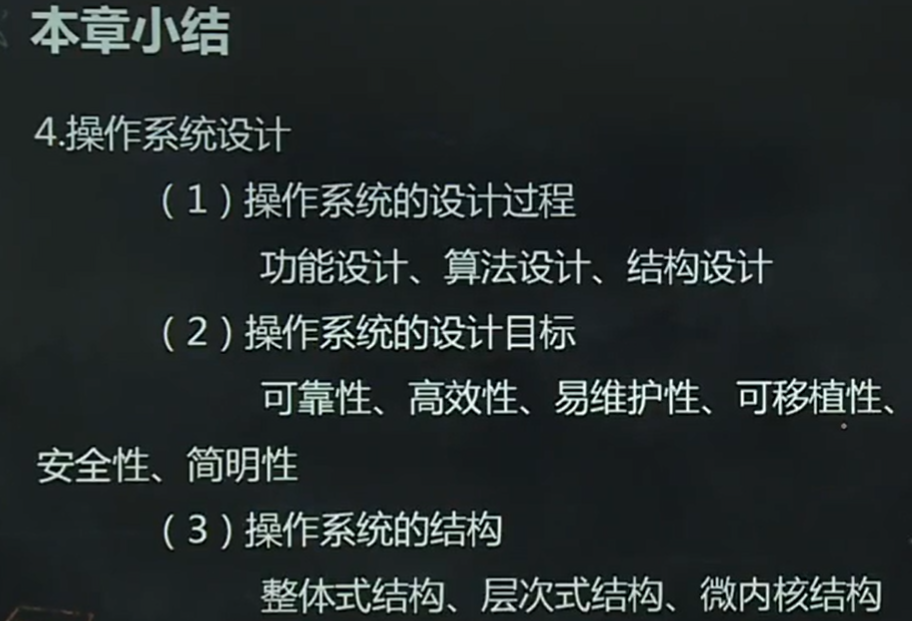 本章小结
4.操作系统设计
（1）操作系统的设计过程
功能设计、算法设计、结构设计
（2）操作系统的设计目标
可靠性、高效性、易维护性、可移植性、
安全性、简明性
（3）操作系统的结构
整体式结构、层次式结构、微内核结构